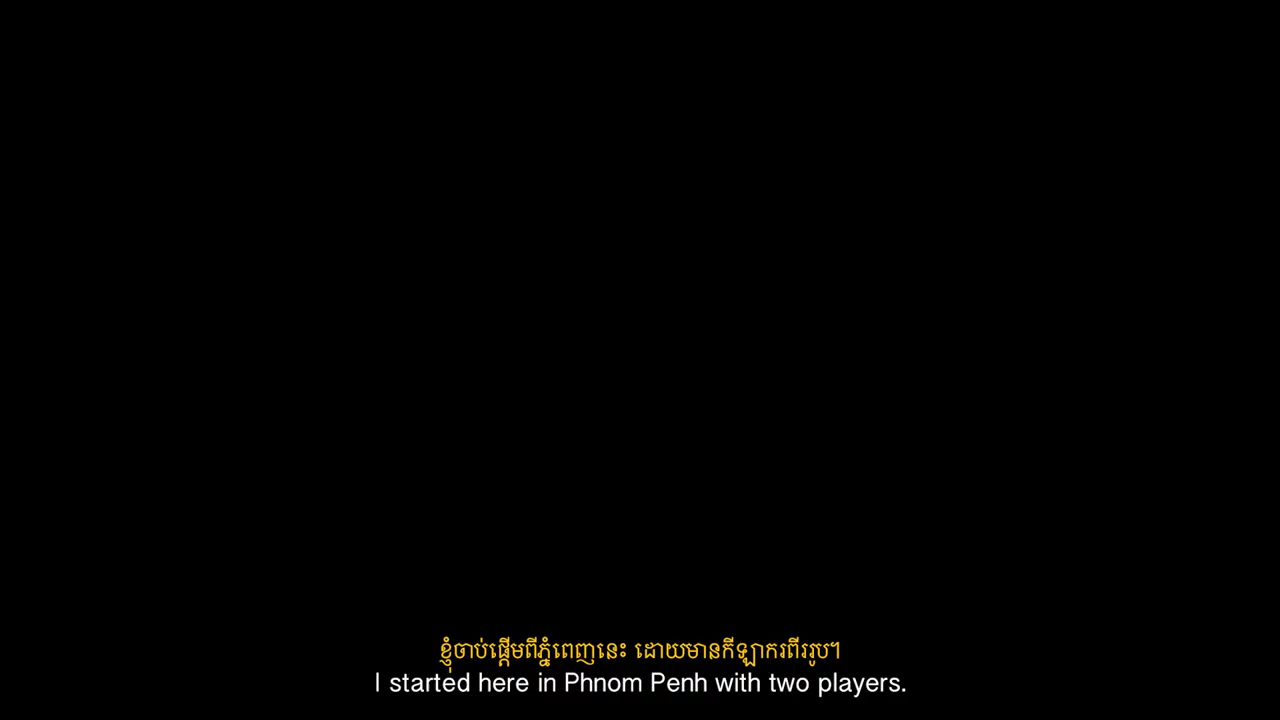 ខ្ញុំចាប់ផ្ដើមពីភ្នំពេញនេះ ដោយមានកីឡាករពីររូប។
I started here in Phnom Penh with two players.